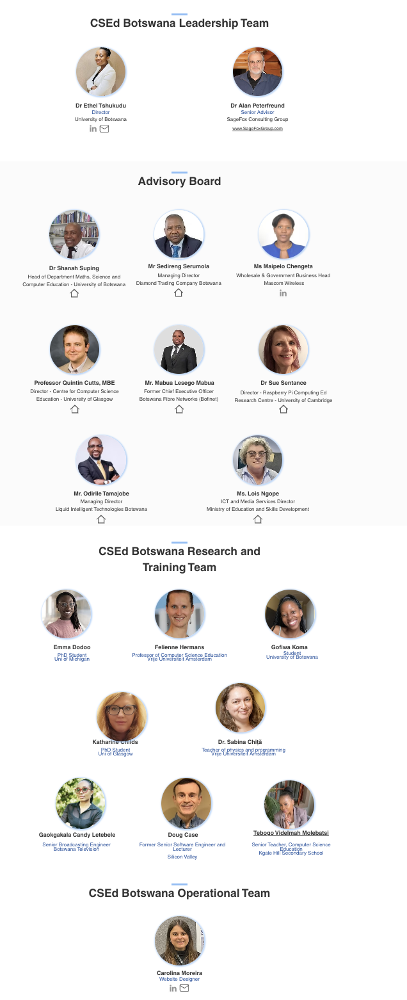 CSEd Botswana Leadership Team
Dr Ethel Tshukudu
Director
University of Botswana
in
Dr Alan Peterfreund
Senior Advisor
SageFox Consulting Group
www.SageFoxGroup.com
Advisory Board
Dr Shanah Suping
Head of Department Maths, Science and
Computer Education - University of Botswana
Mr Sedireng Serumola
Managing Director
Diamond Trading Company Botswana
Ms Maipelo Chengeta
Wholesale & Government Business Head
Mascom Wireless
in
Professor Quintin Cutts, MBE
Director - Centre for Computer Science
Education - University of Glasgow
Mr. Mabua Lesego Mabua
Former Chief Executive Officer
Botswana Fibre Networks (Bofinet)
Dr Sue Sentance
Director - Raspberry Pi Computing Ed
Research Centre - University of Cambridge
Mr. Odirile Tamajobe
Managing Director
Liquid Intelligent Technologies Botswana
Ms. Lois Ngope
ICT and Media Services Director
Ministry of Education and Skills Development
CSEd Botswana Research and
Training Team
Emma Dodoo
PhD Student
Uni of Michigan
Felienne Hermans
Professor of Computer Science Education
Vrije Universiteit Amsterdam
Gofiwa Koma
Student
University of Botswana
Katharine Childs
PhD Student
Uni of Glasgow
Dr. Sabina Chiță
Teacher of physics and programming
Vrije Universiteit Amsterdam
Gaokgakala Candy Letebele
Senior Broadcasting Engineer
Botswana Television
Doug Case
Former Senior Software Engineer and
Lecturer
Silicon Valley
Tebogo Videlmah Molebatsi
Senior Teacher, Computer Science
Education
Kgale Hill Secondary School
CSEd Botswana Operational Team
Carolina Moreira
Website Designer
in